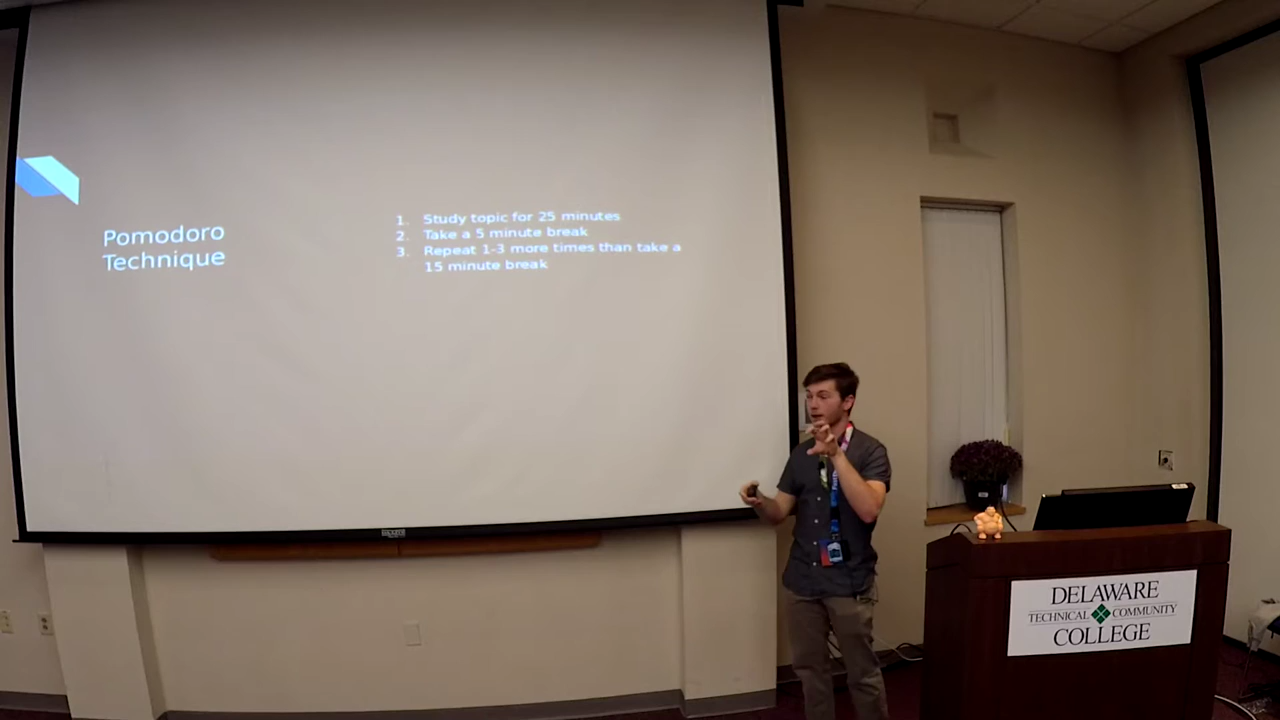 Pomodoro
Technique
1. Study topic for 25 minutes
2. Take a 5 minute break
3. Repeat 1-3 more times than take a
15 minute break
DELAWARE
TECHNICAL COMMUNITY
COLLEGE